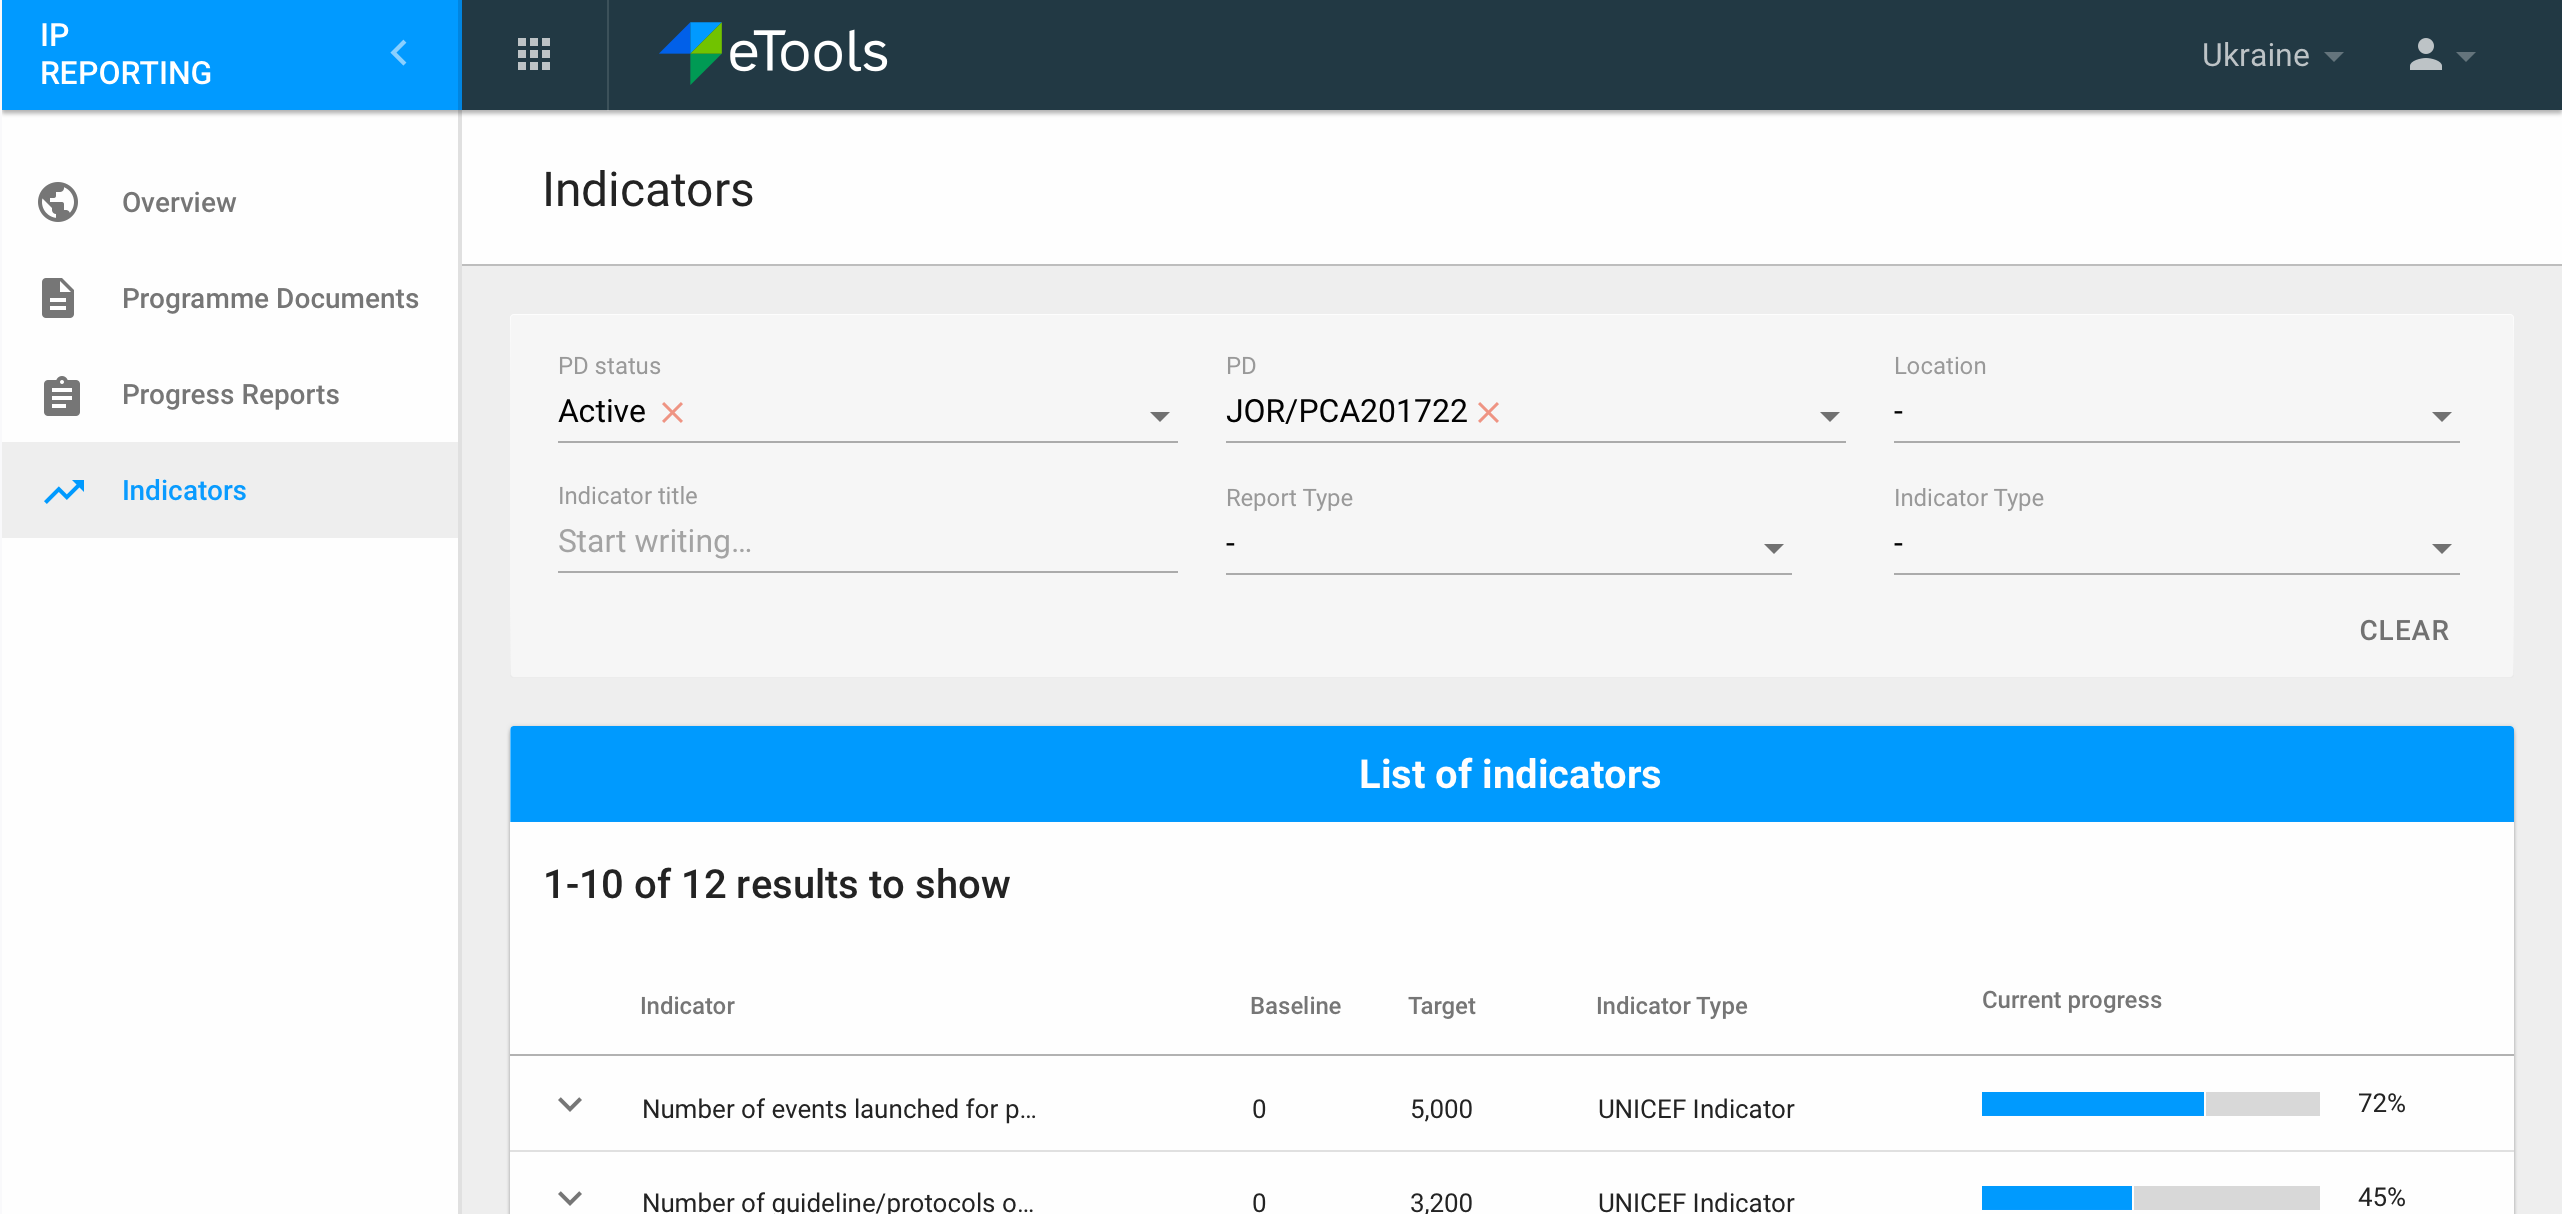 IP
REPORTING
eTools
Ukraine
Overview
Programme Documents
Progress Reports
Indicators
Indicators
PD status
Active
PD
JOR/PCA201722
Location
-
Indicator title
Start writing...
Report Type
-
Indicator Type
-
CLEAR
List of indicators
1-10 of 12 results to show
Indicator Baseline Target Indicator Type Current progress
Number of events launched for p... 0 5,000 UNICEF Indicator 72%
Number of guideline/protocols o... 0 3,200 UNICEF Indicator 45%